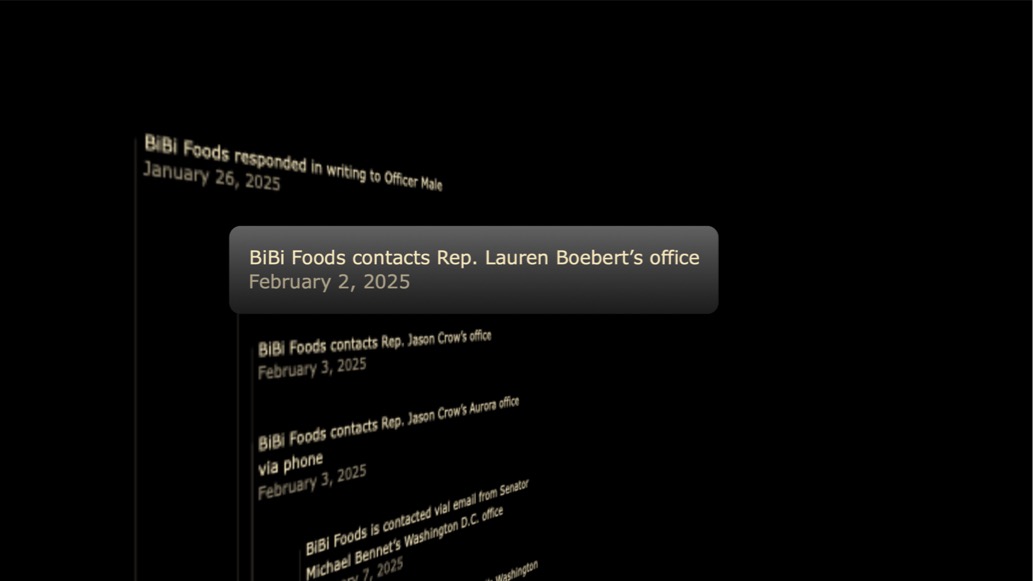 BiBi Foods responded in writing to Officer Male
January 26, 2025
BiBi Foods contacts Rep. Lauren Boebert’s office
February 2, 2025
BiBi Foods contacts Rep. Jason Crow’s office
February 3, 2025
BiBi Foods contacts Rep. Jason Crow’s Aurora office
via phone
February 3, 2025
BiBi Foods is contacted vial email from Senator
Michael Bennet’s Washington D.C. office
7, 2025
Washington